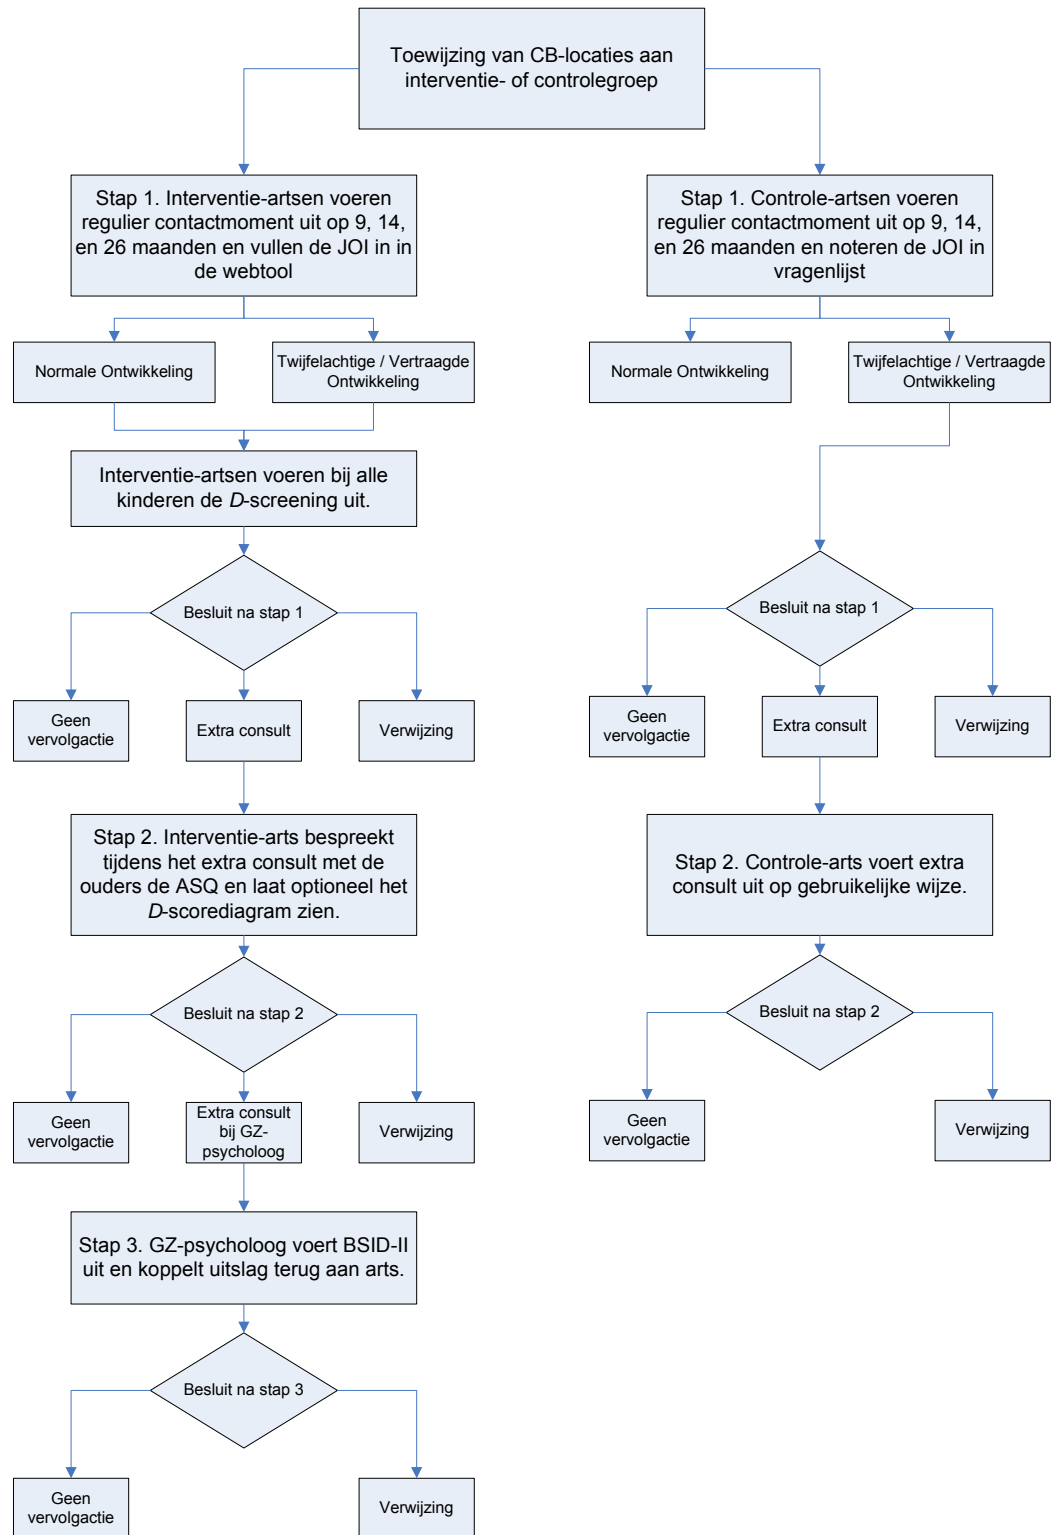 Toewijzing van CB-locaties aan
interventie- of controlegroep
Stap 1. Interventie-artsen voeren
regulier contactmoment uit op 9, 14,
en 26 maanden en vullen de JOI in in
de webtool
Stap 1. Controle-artsen voeren
regulier contactmoment uit op 9, 14,
en 26 maanden en noteren de JOI in
vragenlijst
Normale Ontwikkeling
Twijfelachtige / Vertraagde
Ontwikkeling
Normale Ontwikkeling
Twijfelachtige / Vertraagde
Ontwikkeling
Interventie-artsen voeren bij alle
kinderen de D-screening uit.
Besluit na stap 1
Besluit na stap 1
Geen
vervolgactie
Extra consult
Verwijzing
Geen
vervolgactie
Extra consult
Verwijzing
Stap 2. Interventie-arts bespreekt
tijdens het extra consult met de
ouders de ASQ en laat optioneel het
D-scorediagram zien.
Stap 2. Controle-arts voert extra
consult uit op gebruikelijke wijze.
Besluit na stap 2
Besluit na stap 2
Geen
vervolgactie
Extra consult
bij GZ-
psycholoog
Verwijzing
Geen
vervolgactie
Verwijzing
Stap 3. GZ-psycholoog voert BSID-II
uit en koppelt uitslag terug aan arts.
Besluit na stap 3
Geen
vervolgactie
Verwijzing